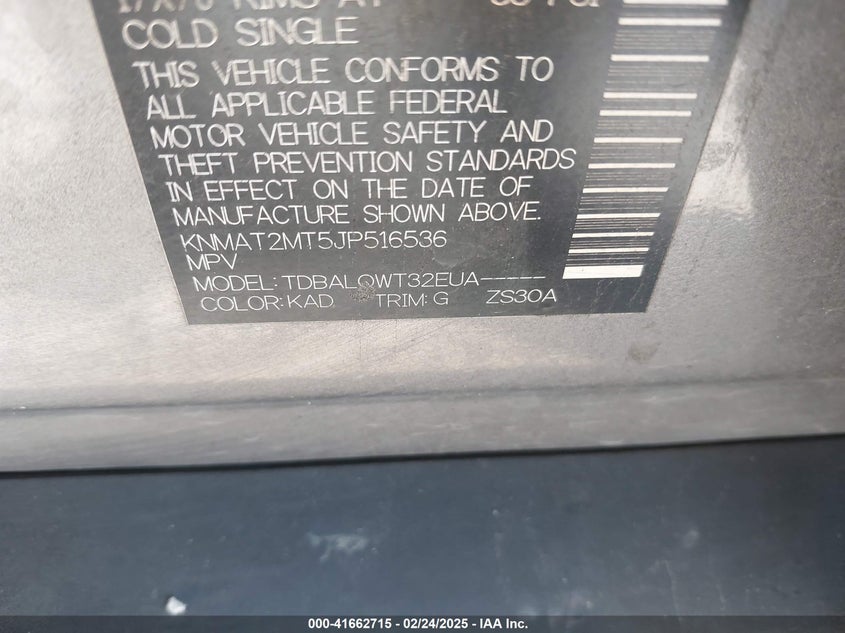 COLD SINGLE
THIS VEHICLE CONFORMS TO
ALL APPLICABLE FEDERAL
MOTOR VEHICLE SAFETY AND
THEFT PREVENTION STANDARDS
IN EFFECT ON THE DATE OF
MANUFACTURE SHOWN ABOVE.
KNMAT2MT5JP516536
MPV
MODEL: TDBALQWT32EUA-----
COLOR: KAD TRIM: G ZS30A
000-41662715 - 02/24/2025 - IAA Inc.